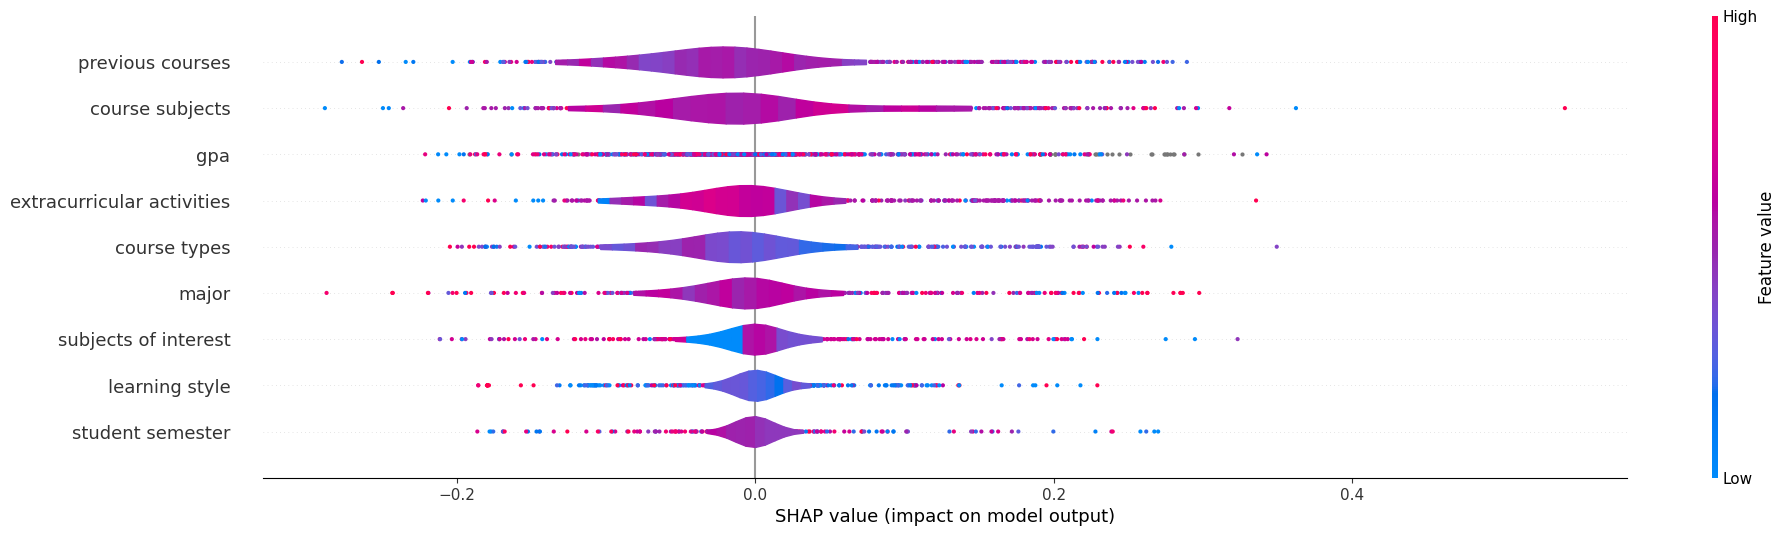 High
previous courses
course subjects
gpa
extracurricular activities
course types
major
subjects of interest
learning style
student semester
Feature value
Low
−0.2
0.0
0.2
0.4
SHAP value (impact on model output)